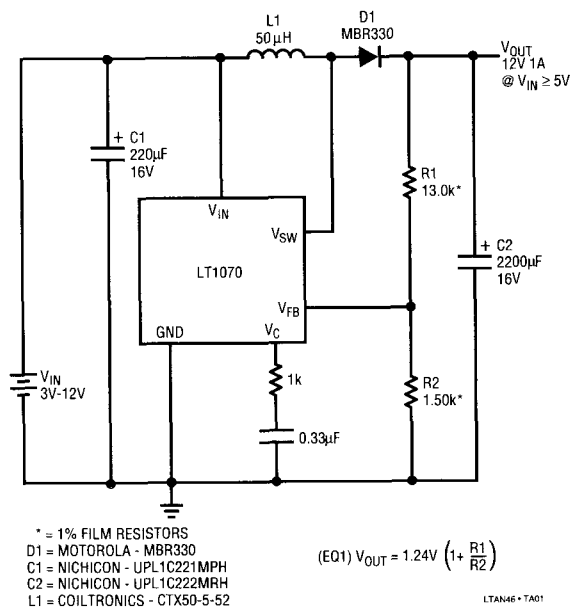 L1
50µH
D1
MBR330
VOUT
12V 1A
@ VIN ≥ 5V
+ C1
220µF
16V
R1
13.0k*
VIN
VSW
LT1070
+ C2
2200µF
16V
VFB
GND
VC
VIN
3V-12V
1k
R2
1.50k*
0.33µF
* = 1% FILM RESISTORS
D1 = MOTOROLA - MBR330
C1 = NICHICON - UPL1C221MPH
C2 = NICHICON - UPL1C222MRH
L1 = COILTRONICS - CTX50-5-52
(EQ1) VOUT = 1.24V (1+ R1/R2)
LTAN46 • TA01